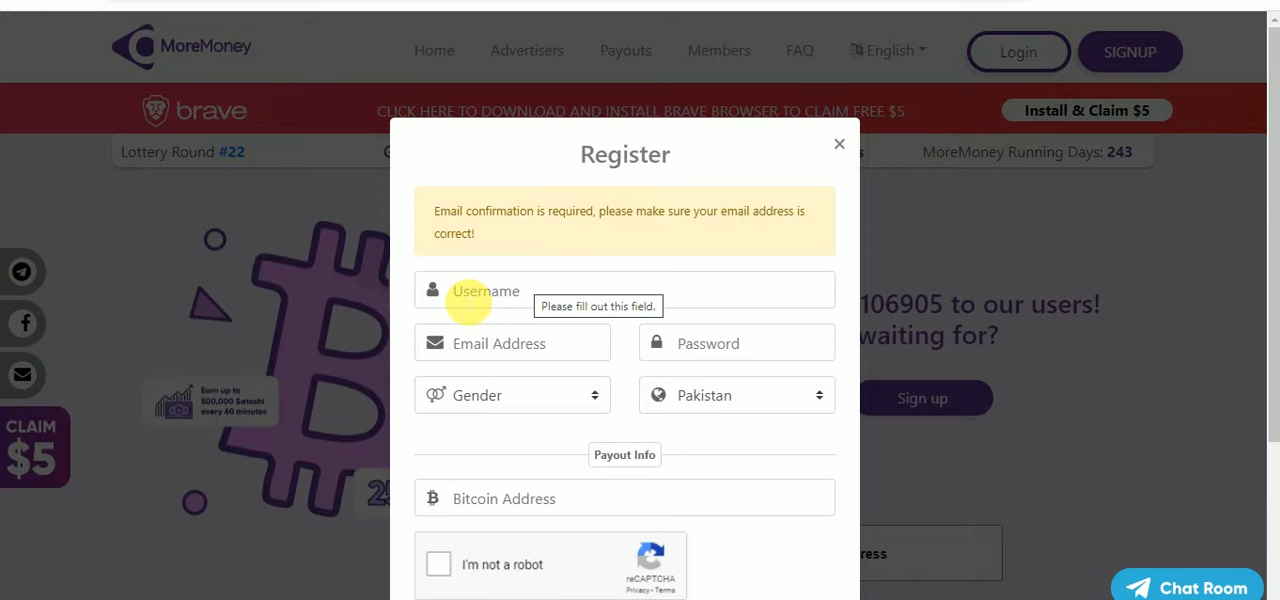 MoreMoney
Home
Advertisers
Payouts
Members
FAQ
English
Login
SIGNUP
brave
CLICK HERE TO DOWNLOAD AND INSTALL BRAVE BROWSER TO CLAIM FREE $5
Install & Claim $5
Lottery Round #22
MoreMoney Running Days: 243
Register
×
Email confirmation is required, please make sure your email address is
correct!
Username
Please fill out this field.
Email Address
Password
Gender
Pakistan
Payout Info
Bitcoin Address
I'm not a robot
reCAPTCHA
Privacy - Terms
106905 to our users!
waiting for?
Sign up
Earn up to
500,000 Satoshi
every 60 minutes
CLAIM
$5
25
ress
Chat Room